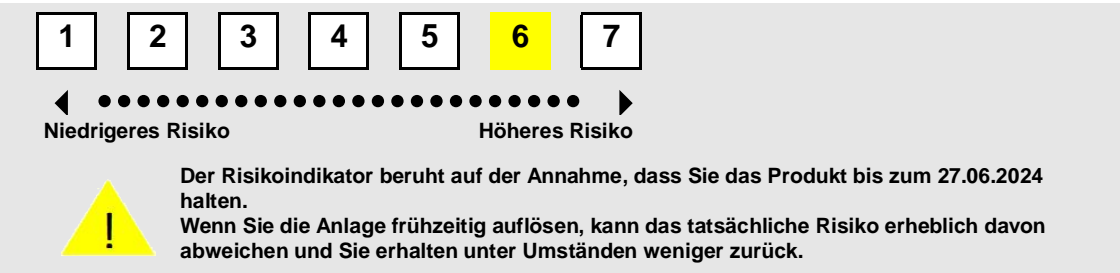 1 2 3 4 5 6 7
Niedrigeres Risiko Höheres Risiko
Der Risikoindikator beruht auf der Annahme, dass Sie das Produkt bis zum 27.06.2024
halten.
Wenn Sie die Anlage frühzeitig auflösen, kann das tatsächliche Risiko erheblich davon
abweichen und Sie erhalten unter Umständen weniger zurück.
!